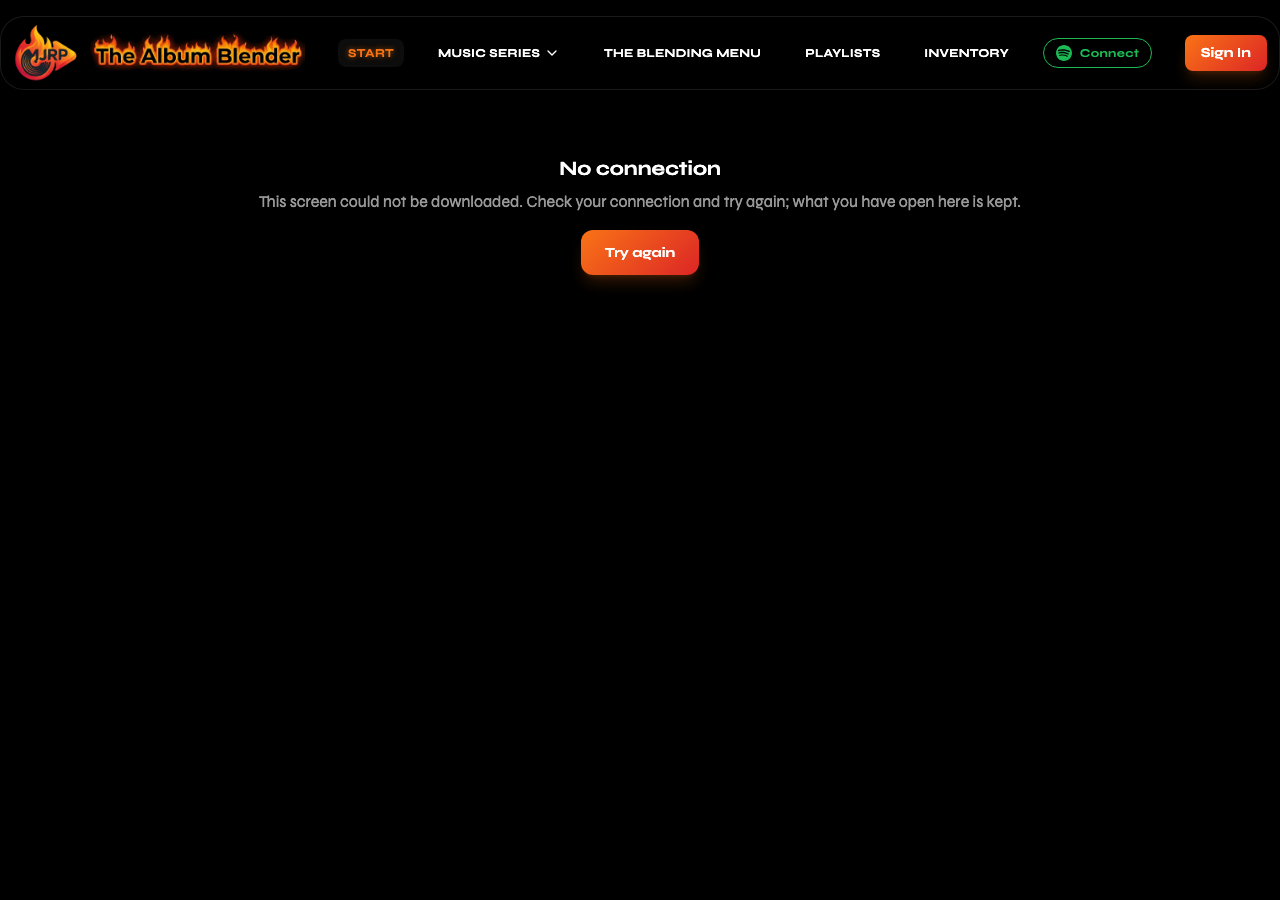 JRP
The Album Blender
START
MUSIC SERIES
THE BLENDING MENU
PLAYLISTS
INVENTORY
Connect
Sign In
No connection
This screen could not be downloaded. Check your connection and try again; what you have open here is kept.
Try again